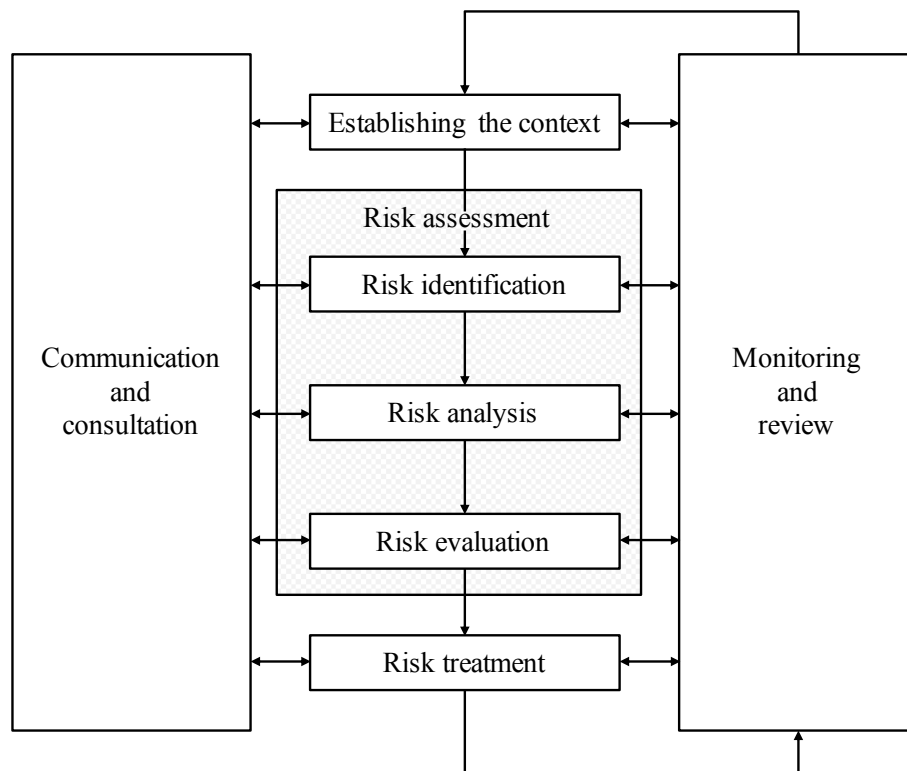 Establishing the context
Risk assessment
Risk identification
Communication
and
consultation
Monitoring
and
review
Risk analysis
Risk evaluation
Risk treatment